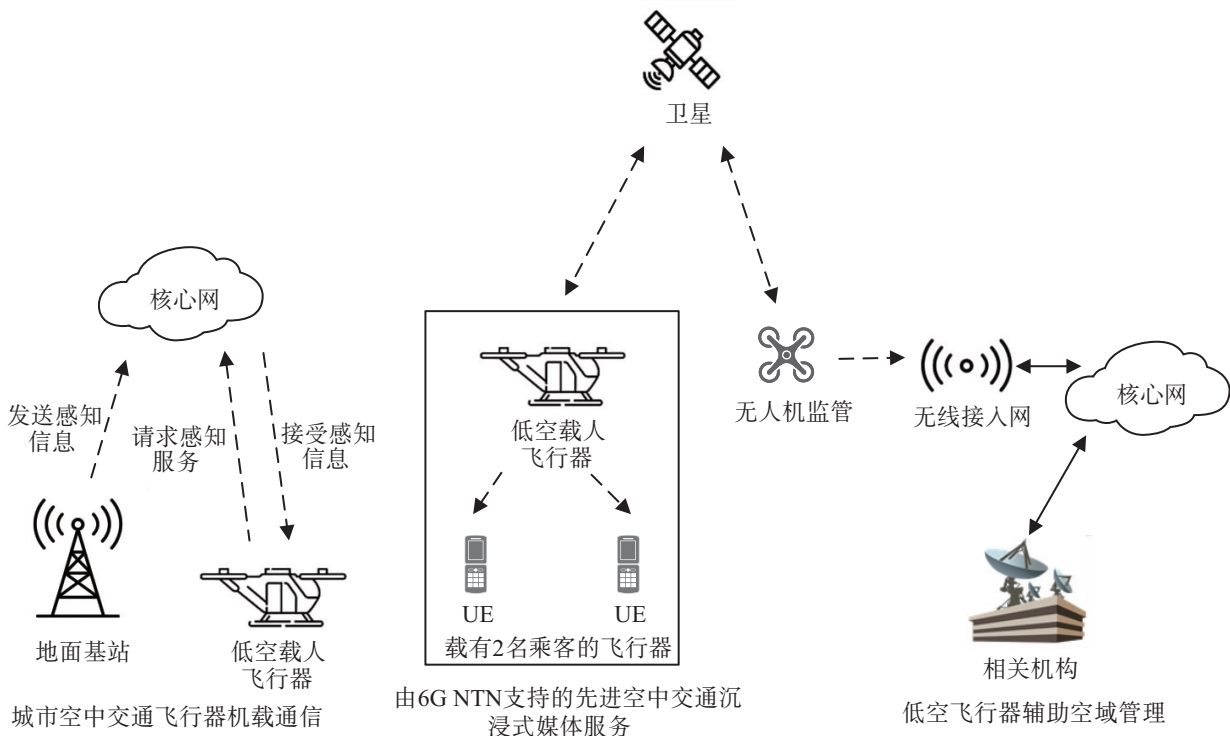 卫星
核心网
发送感知
信息
请求感知
服务
接受感知
信息
地面基站
低空载人
飞行器
城市空中交通飞行器机载通信
低空载人
飞行器
UE
UE
载有2名乘客的飞行器
由6G NTN支持的先进空中交通沉
浸式媒体服务
无人机监管
无线接入网
核心网
相关机构
低空飞行器辅助空域管理